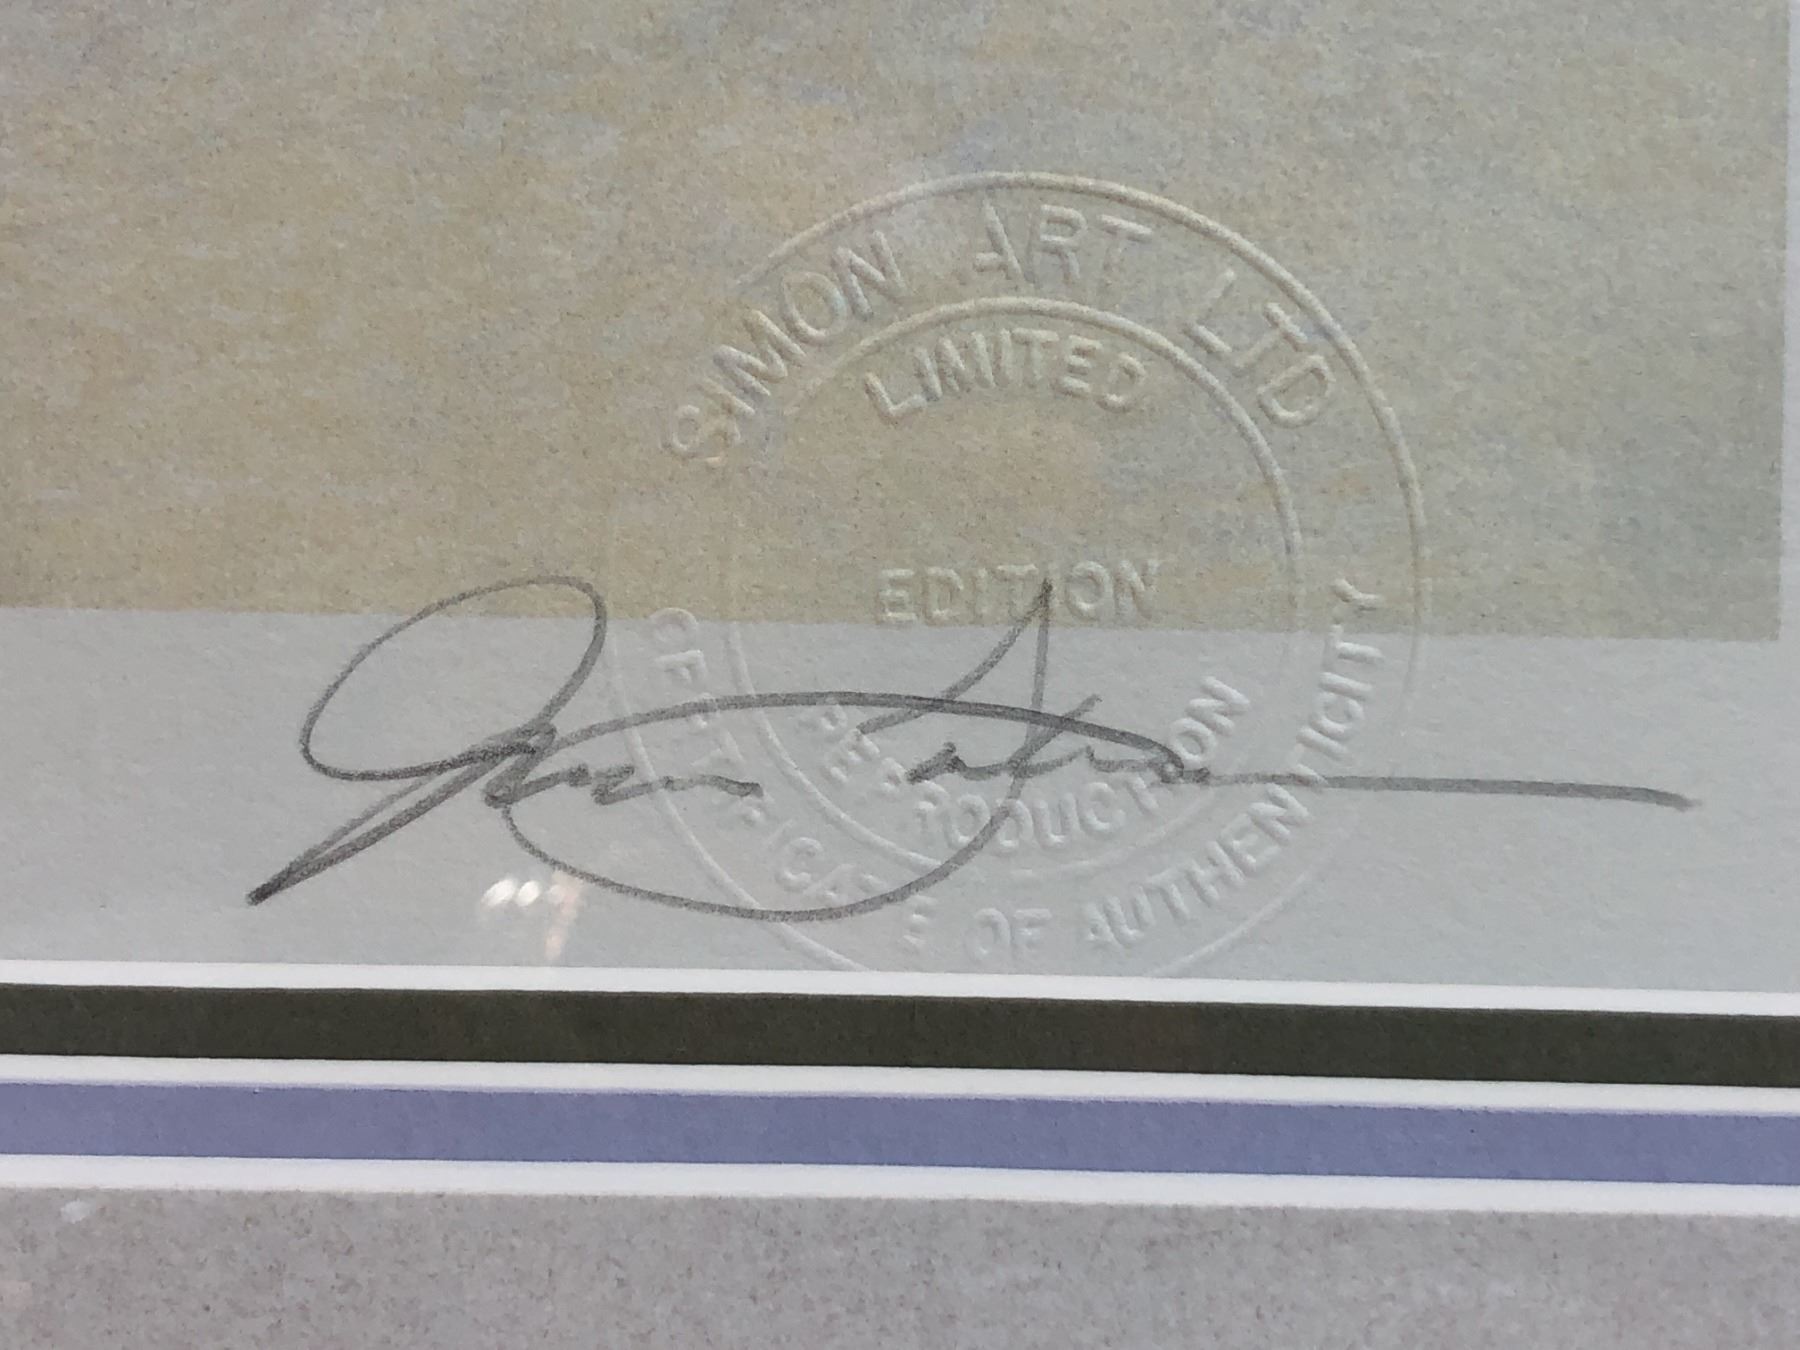 SIMON ART LTD
LIMITED
EDITION
REPRODUCTION
CERTIFICATE OF AUTHENTICITY